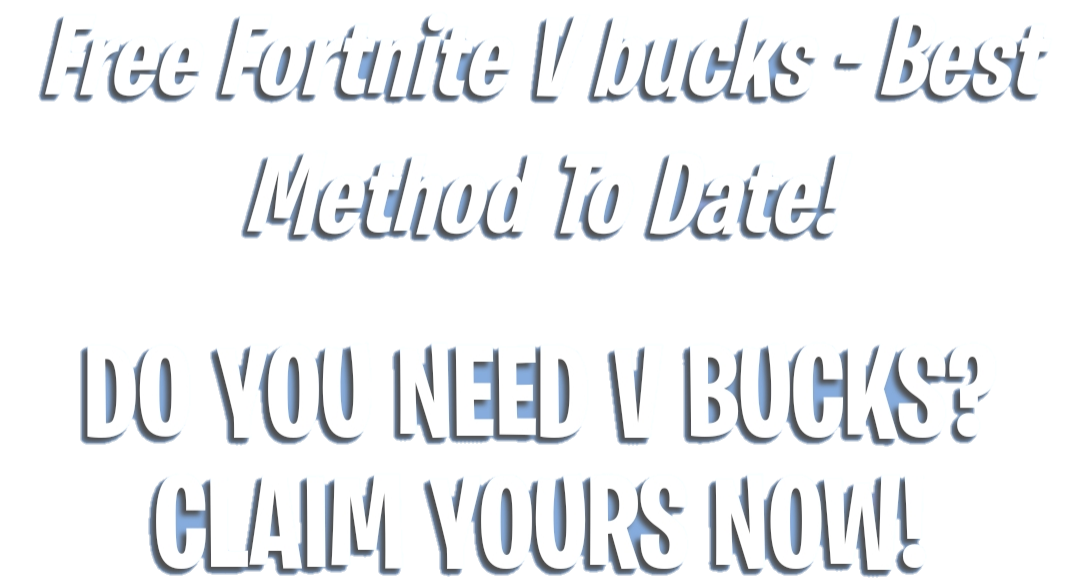 Free Fortnite V bucks - Best
Method To Date!
DO YOU NEED V BUCKS?
CLAIM YOURS NOW!